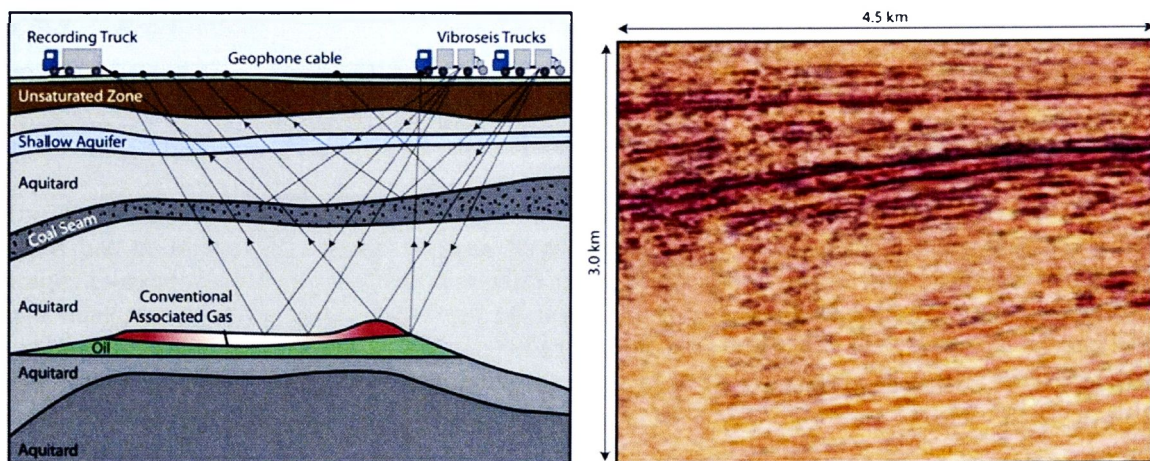 Recording Truck
Vibroseis Trucks
Geophone cable
Unsaturated Zone
Shallow Aquifer
Aquitard
Coal Seam
Aquitard
Conventional
Associated Gas
Oil
Aquitard
Aquitard
4.5 km
3.0 km